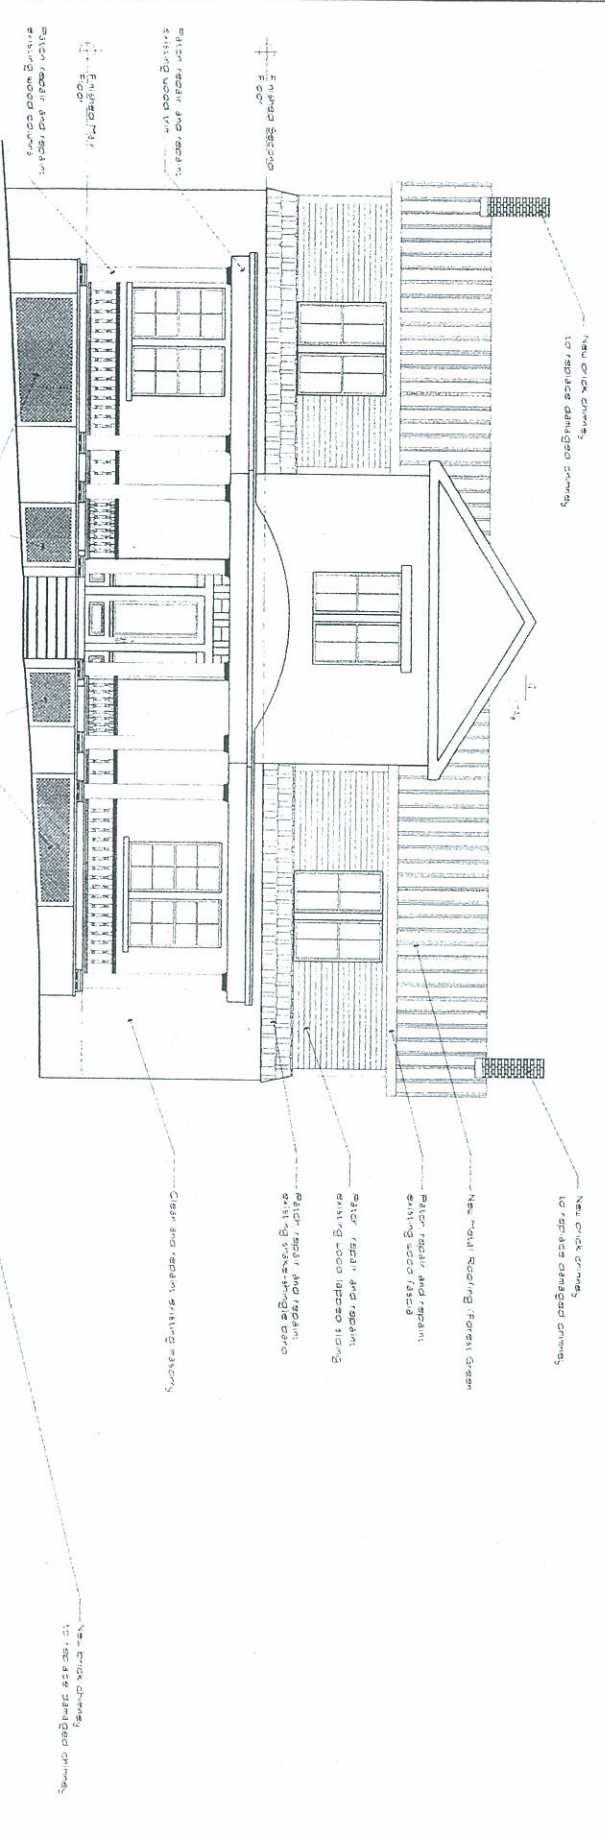 New brick chimney
to replace damaged chimney
New brick chimney
to replace damaged chimney
New Metal Roofing (Forest Green
Patch repair and repaint
existing wood fascia
Patch repair and repaint
existing wood lapped siding
Patch repair and repaint
existing shake-shingle band
Clean and repaint existing masonry
Finished Second
Floor
Patch repair and repaint
existing wood trim
Finished Main
Floor
Patch repair and repaint
existing wood columns
New brick chimney
to replace damaged chimney